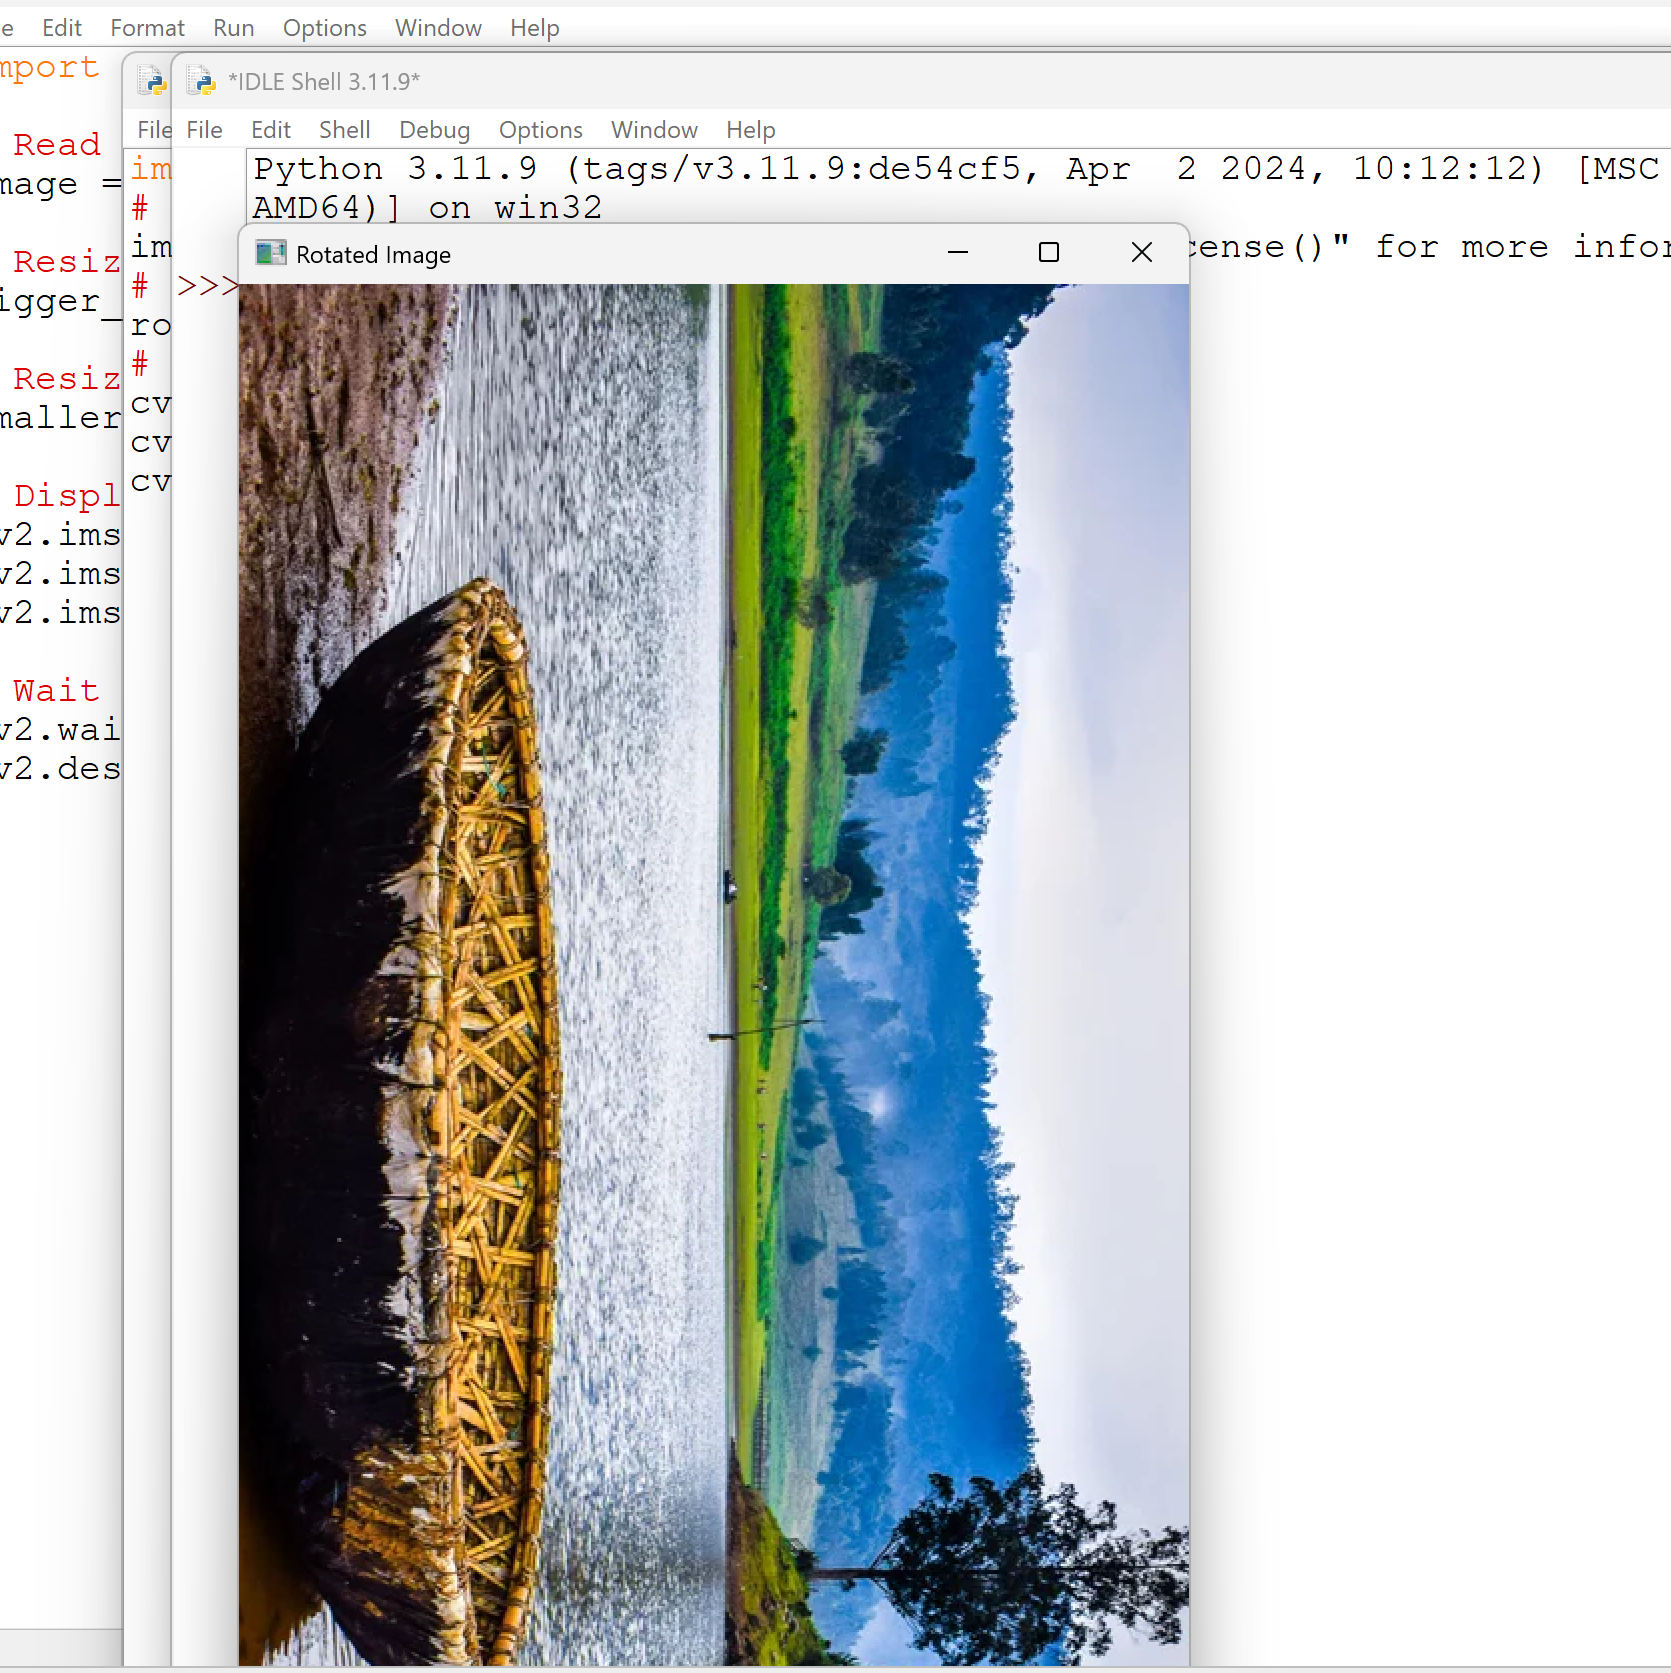 e Edit Format Run Options Window Help
mport
Read
mage =
Resiz
igger_
Resiz
maller
Displ
v2.ims
v2.ims
v2.ims
Wait
v2.wai
v2.des
File
im
#
im
#
ro
#
cv
cv
cv
*IDLE Shell 3.11.9*
File Edit Shell Debug Options Window Help
Python 3.11.9 (tags/v3.11.9:de54cf5, Apr  2 2024, 10:12:12) [MSC
AMD64)] on win32
cense()" for more infor
>>>
Rotated Image